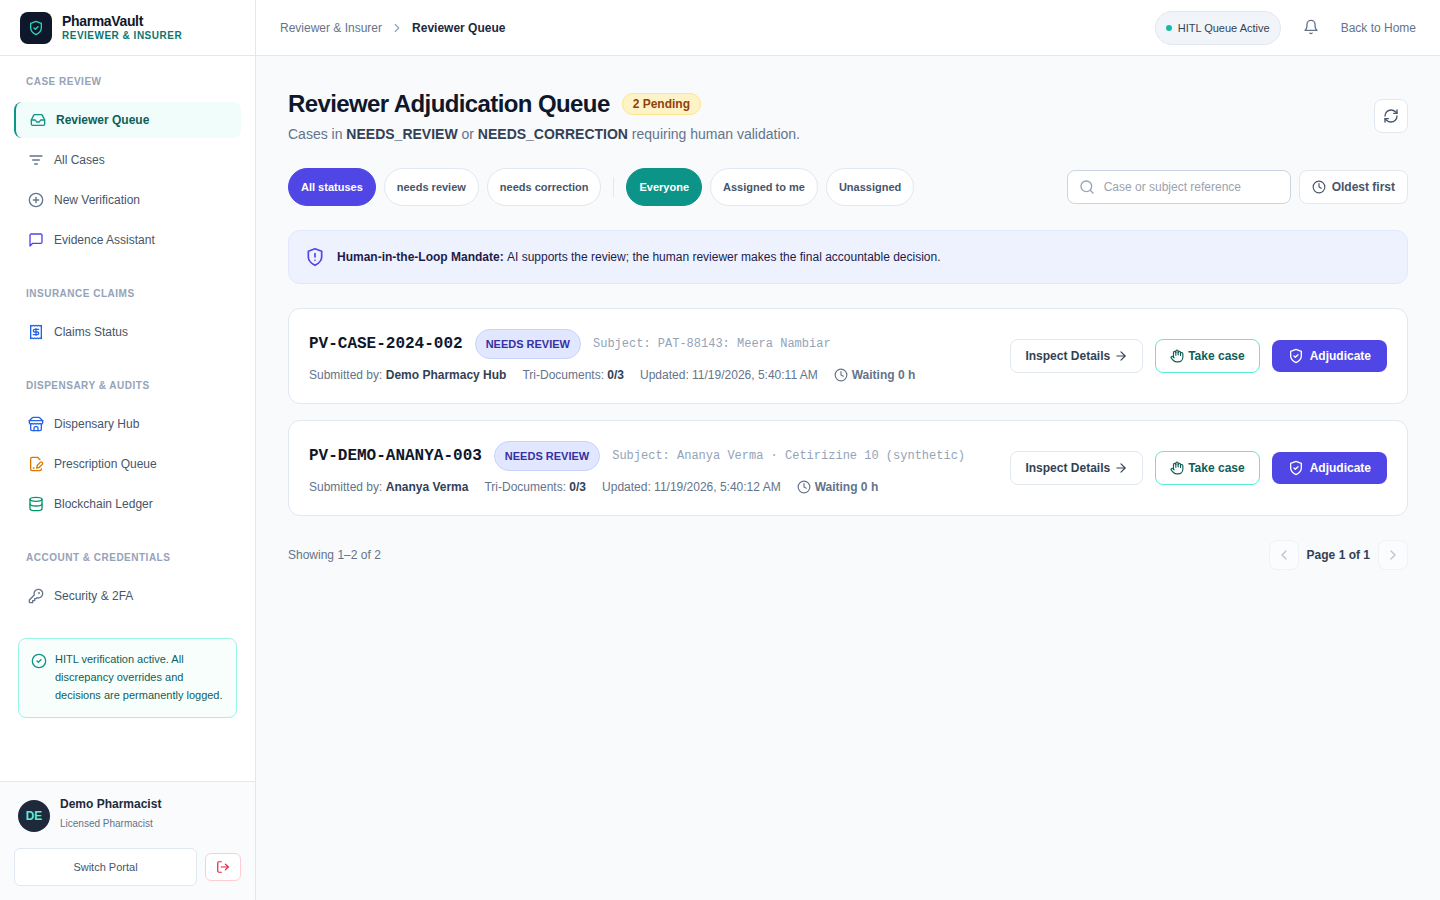 PharmaVault
REVIEWER & INSURER
Reviewer & Insurer
Reviewer Queue
HITL Queue Active
Back to Home
CASE REVIEW
Reviewer Queue
All Cases
New Verification
Evidence Assistant
INSURANCE CLAIMS
Claims Status
DISPENSARY & AUDITS
Dispensary Hub
Prescription Queue
Blockchain Ledger
ACCOUNT & CREDENTIALS
Security & 2FA
HITL verification active. All
discrepancy overrides and
decisions are permanently logged.
DE
Demo Pharmacist
Licensed Pharmacist
Switch Portal
Reviewer Adjudication Queue
2 Pending
Cases in NEEDS_REVIEW or NEEDS_CORRECTION requiring human validation.
All statuses
needs review
needs correction
Everyone
Assigned to me
Unassigned
Case or subject reference
Oldest first
Human-in-the-Loop Mandate: AI supports the review; the human reviewer makes the final accountable decision.
PV-CASE-2024-002
NEEDS REVIEW
Subject: PAT-88143: Meera Nambiar
Submitted by: Demo Pharmacy Hub
Tri-Documents: 0/3
Updated: 11/19/2026, 5:40:11 AM
Waiting 0 h
Inspect Details
Take case
Adjudicate
PV-DEMO-ANANYA-003
NEEDS REVIEW
Subject: Ananya Verma · Cetirizine 10 (synthetic)
Submitted by: Ananya Verma
Tri-Documents: 0/3
Updated: 11/19/2026, 5:40:12 AM
Waiting 0 h
Inspect Details
Take case
Adjudicate
Showing 1–2 of 2
Page 1 of 1